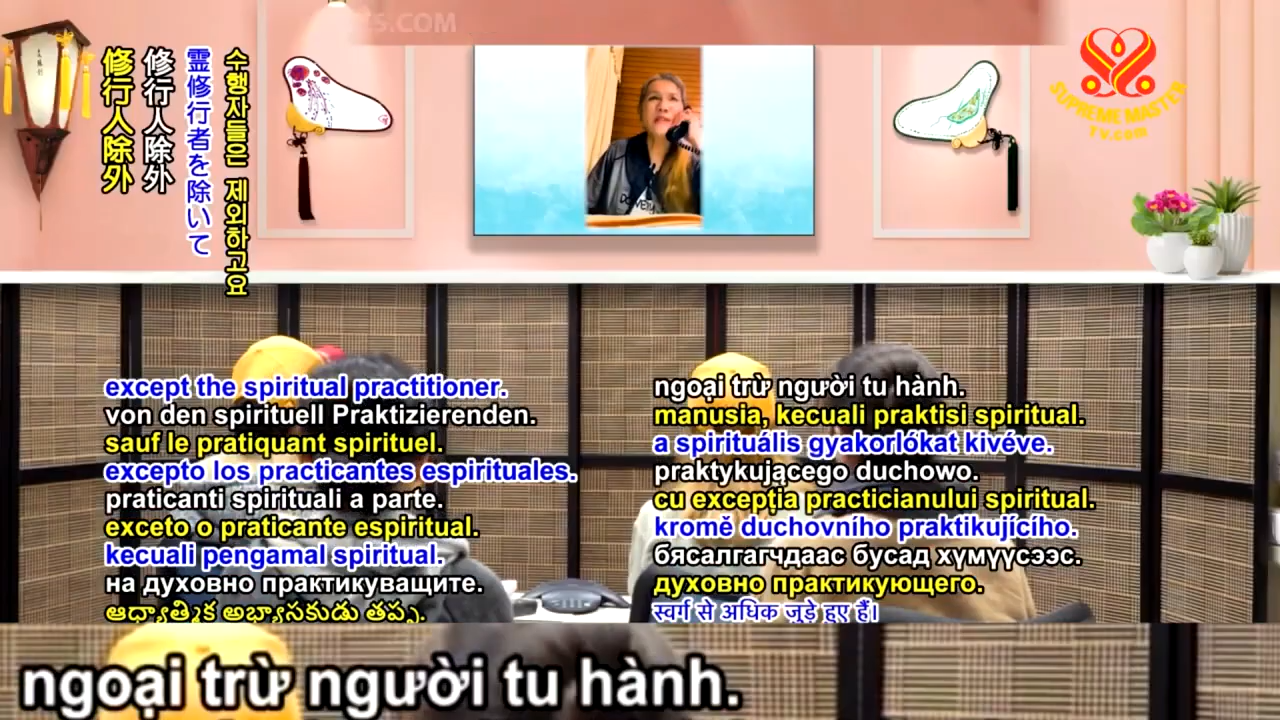 S.COM
SUPREME MASTER
TV.com
修行人除外
修行人除外
霊修行者を除いて
수행자들은 제외하고요
except the spiritual practitioner.
von den spirituell Praktizierenden.
sauf le pratiquant spirituel.
excepto los practicantes espirituales.
praticanti spirituali a parte.
exceto o praticante espiritual.
kecuali pengamal spiritual.
на духовно практикуващите.
ఆధ్యాత్మిక అభ్యాసకుడు తప్ప.
ngoại trừ người tu hành.
manusia, kecuali praktisi spiritual.
a spirituális gyakorlókat kivéve.
praktykującego duchowo.
cu excepția practicianului spiritual.
kromě duchovního praktikujícího.
бясалгагчдаас бусад хүмүүсээс.
духовно практикующего.
स्वर्ग से अधिक जुड़े हुए हैं।
ngoại trừ người tu hành.